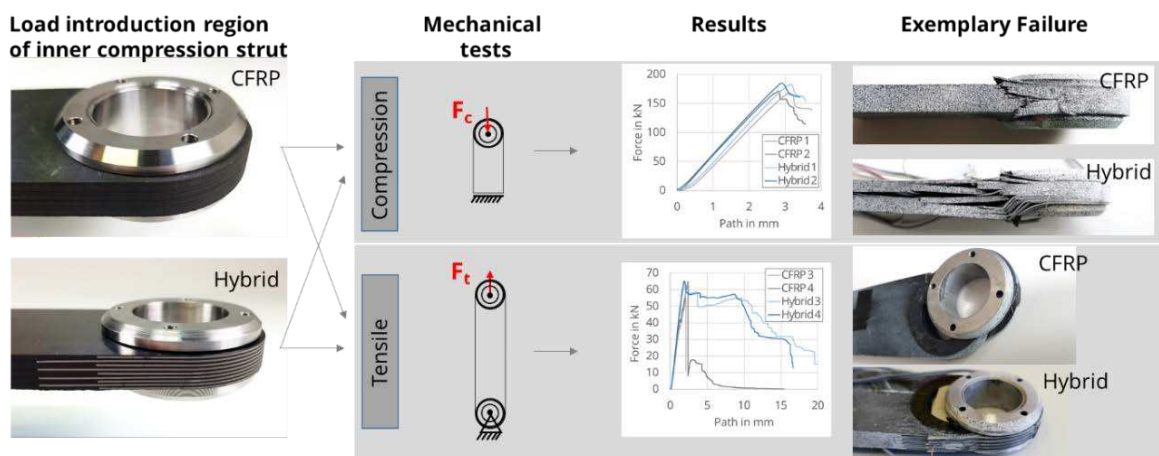 Load introduction region
of inner compression strut
Mechanical
tests
Results
Exemplary Failure
CFRP
Hybrid
Compression
Fc
200
150
100
50
0
Force in kN
0 1 2 3 4
Path in mm
CFRP 1
CFRP 2
Hybrid 1
Hybrid 2
CFRP
Hybrid
Tensile
Ft
70
60
50
40
30
20
10
0
Force in kN
0 5 10 15 20
Path in mm
CFRP 3
CFRP 4
Hybrid 3
Hybrid 4
CFRP
Hybrid